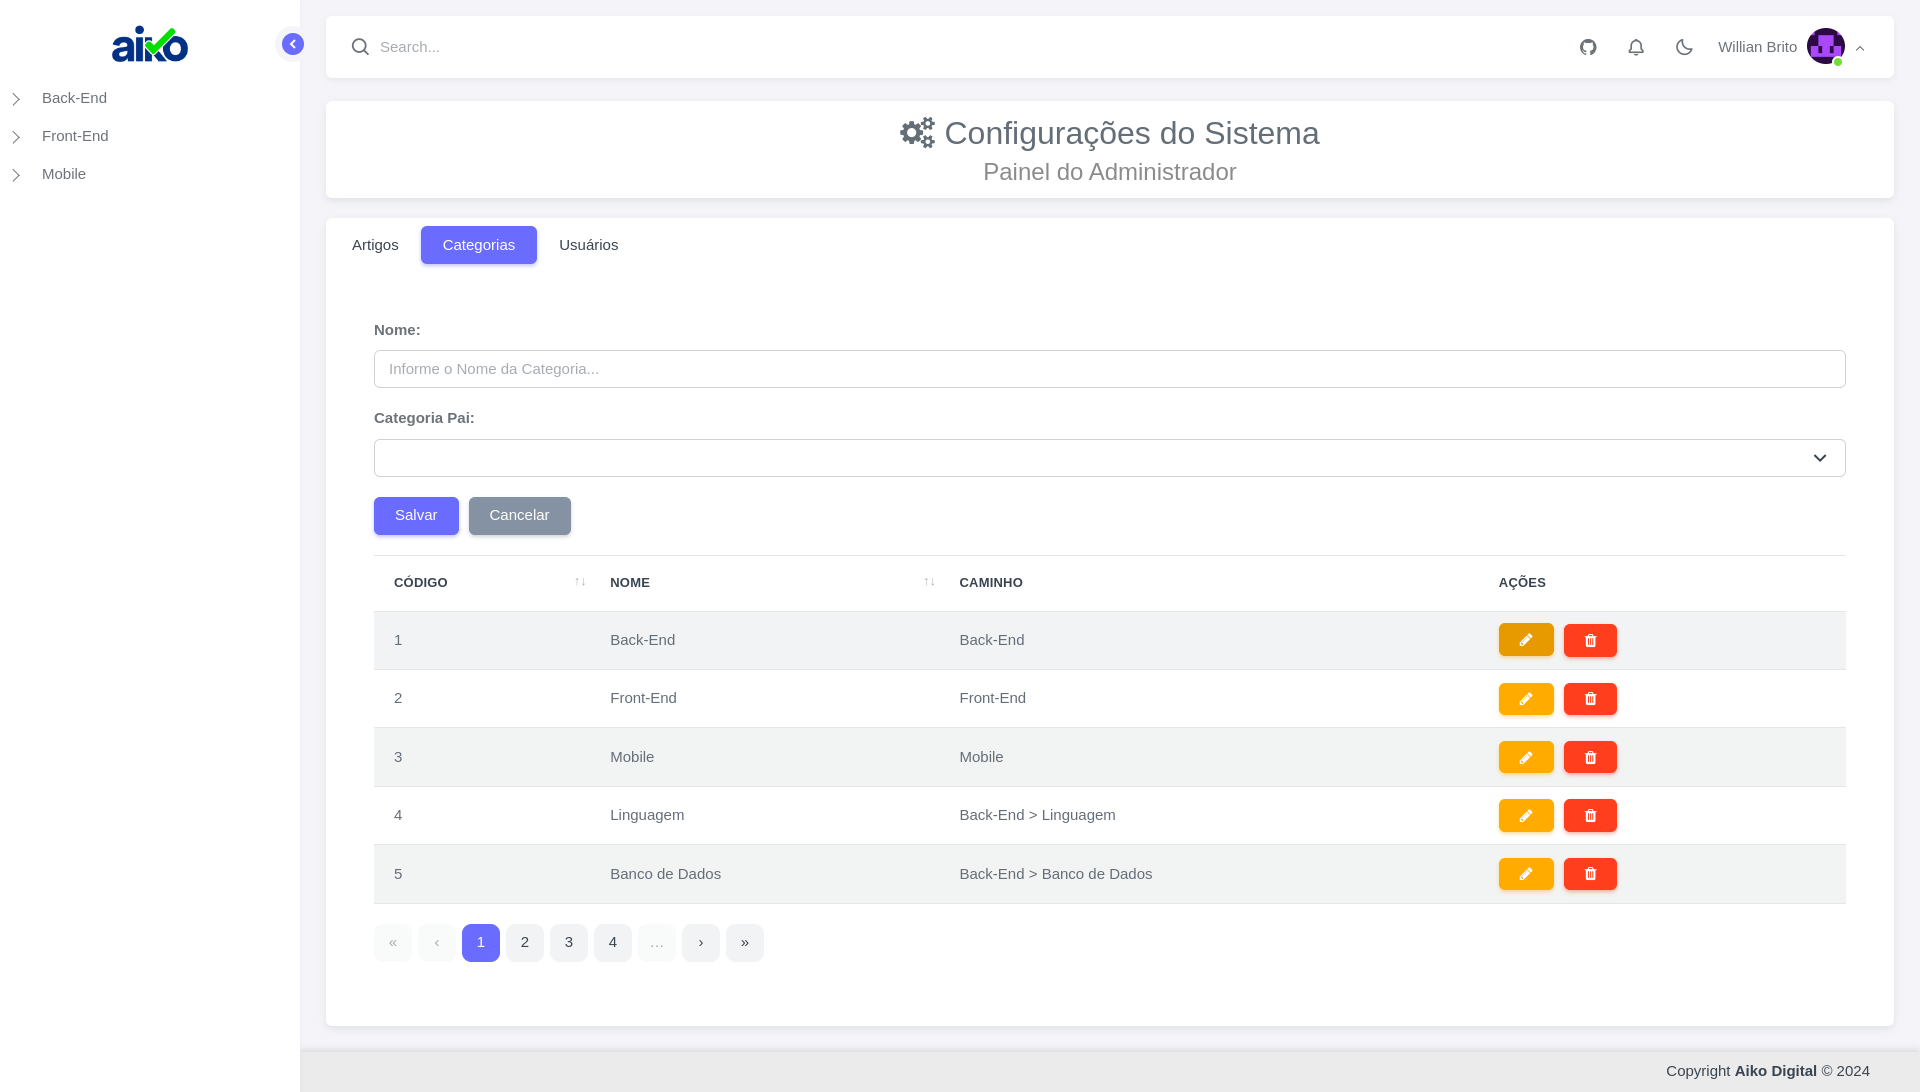 aiko
Back-End
Front-End
Mobile
Search...
Willian Brito
Configurações do Sistema
Painel do Administrador
Artigos Categorias Usuários
Nome:
Informe o Nome da Categoria...
Categoria Pai:
Salvar Cancelar
CÓDIGO ↑↓ NOME ↑↓ CAMINHO AÇÕES
1 Back-End Back-End
2 Front-End Front-End
3 Mobile Mobile
4 Linguagem Back-End > Linguagem
5 Banco de Dados Back-End > Banco de Dados
« ‹ 1 2 3 4 … › »
Copyright Aiko Digital © 2024